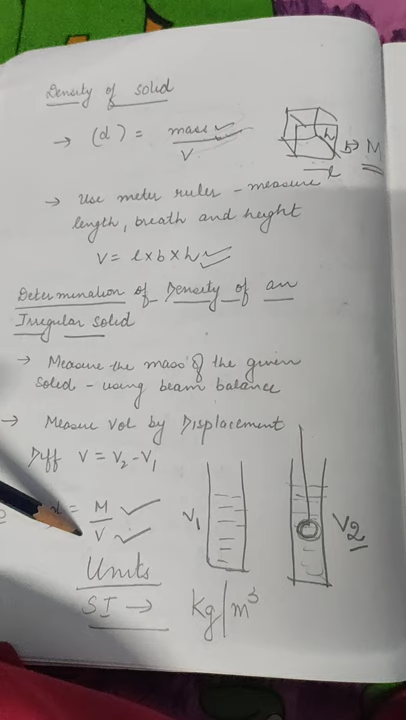 Density of solid
→ (d) = mass
V
h
b → M
l
→ Use meter ruler - measure
length, breath and height
V = l x b x h
Determination of Density of an
Irregular solid
→ Measure the mass of the given
solid - using beam balance
→ Measure Vol by Displacement
Diff V = V₂ - V₁
= M
V
V₁
V₂
Units
SI → kg/m³